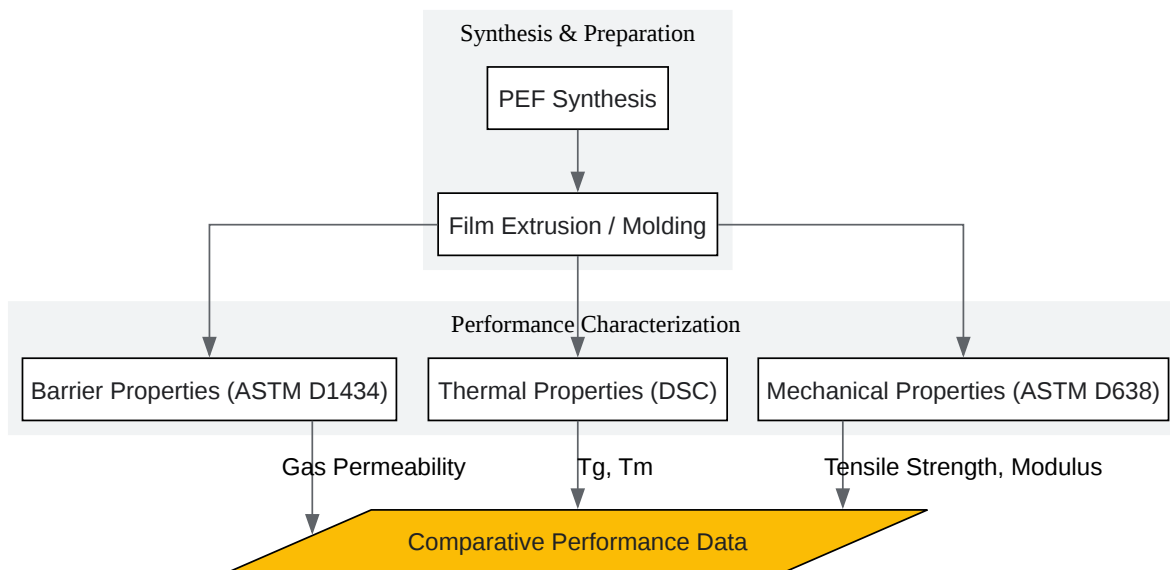 Synthesis & Preparation
PEF Synthesis
Film Extrusion / Molding
Performance Characterization
Barrier Properties (ASTM D1434)
Thermal Properties (DSC)
Mechanical Properties (ASTM D638)
Gas Permeability
Tg, Tm
Tensile Strength, Modulus
Comparative Performance Data